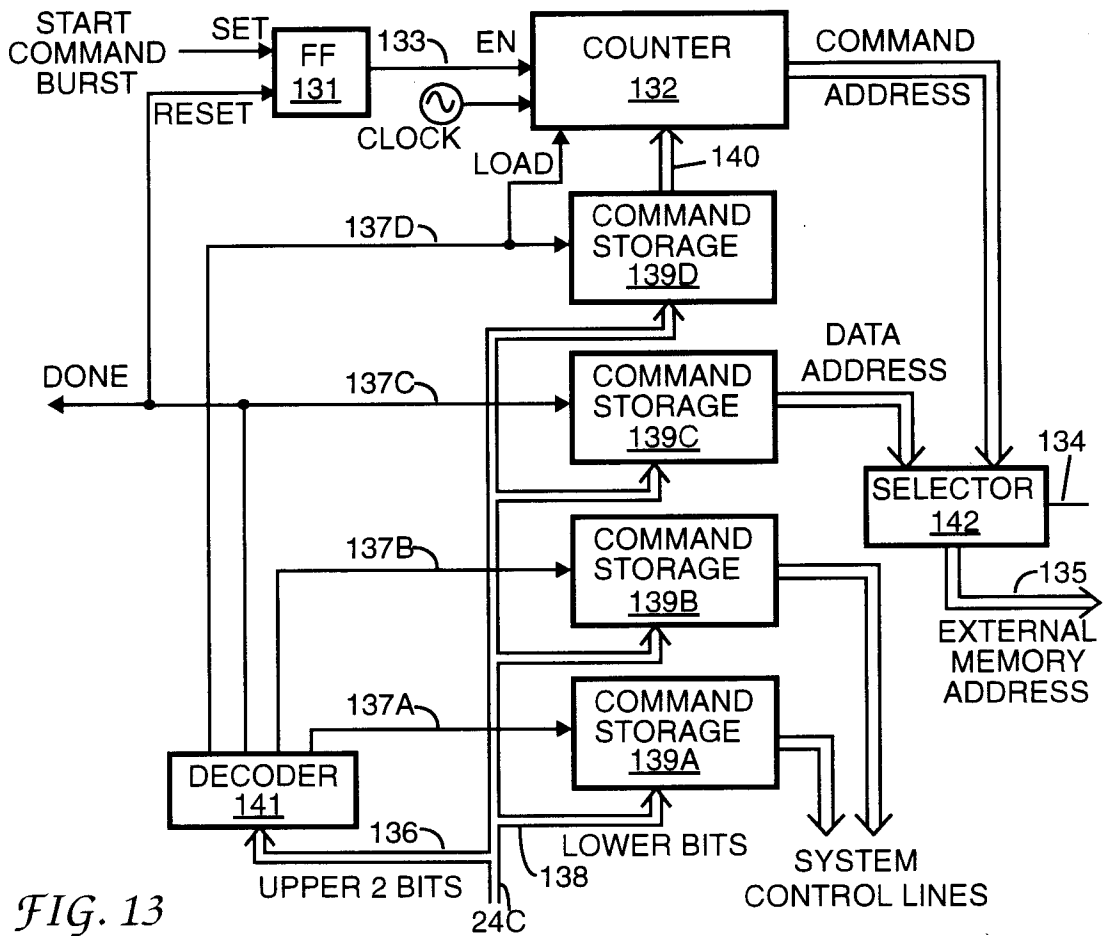 START
COMMAND
BURST
SET
RESET
FF
131
133
EN
CLOCK
COUNTER
132
COMMAND
ADDRESS
LOAD
140
137D
COMMAND
STORAGE
139D
DONE
137C
COMMAND
STORAGE
139C
DATA
ADDRESS
134
SELECTOR
142
137B
COMMAND
STORAGE
139B
135
EXTERNAL
MEMORY
ADDRESS
137A
COMMAND
STORAGE
139A
DECODER
141
136
LOWER BITS
138
UPPER 2 BITS
SYSTEM
CONTROL LINES
24C
FIG. 13